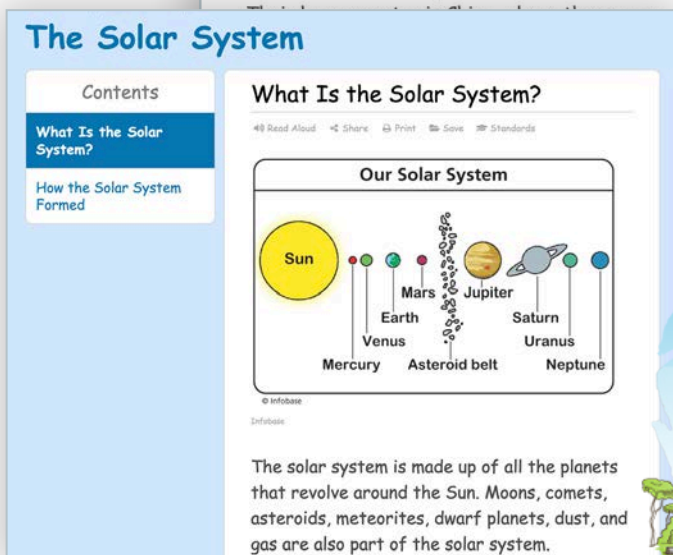 The Solar System
Contents
What Is the Solar
System?
How the Solar System
Formed
What Is the Solar System?
Read Aloud Share Print Save Standards
Our Solar System
Sun
Mars Jupiter
Earth Saturn
Venus Uranus
Mercury Asteroid belt Neptune
© Infobase
Infobase
The solar system is made up of all the planets
that revolve around the Sun. Moons, comets,
asteroids, meteorites, dwarf planets, dust, and
gas are also part of the solar system.